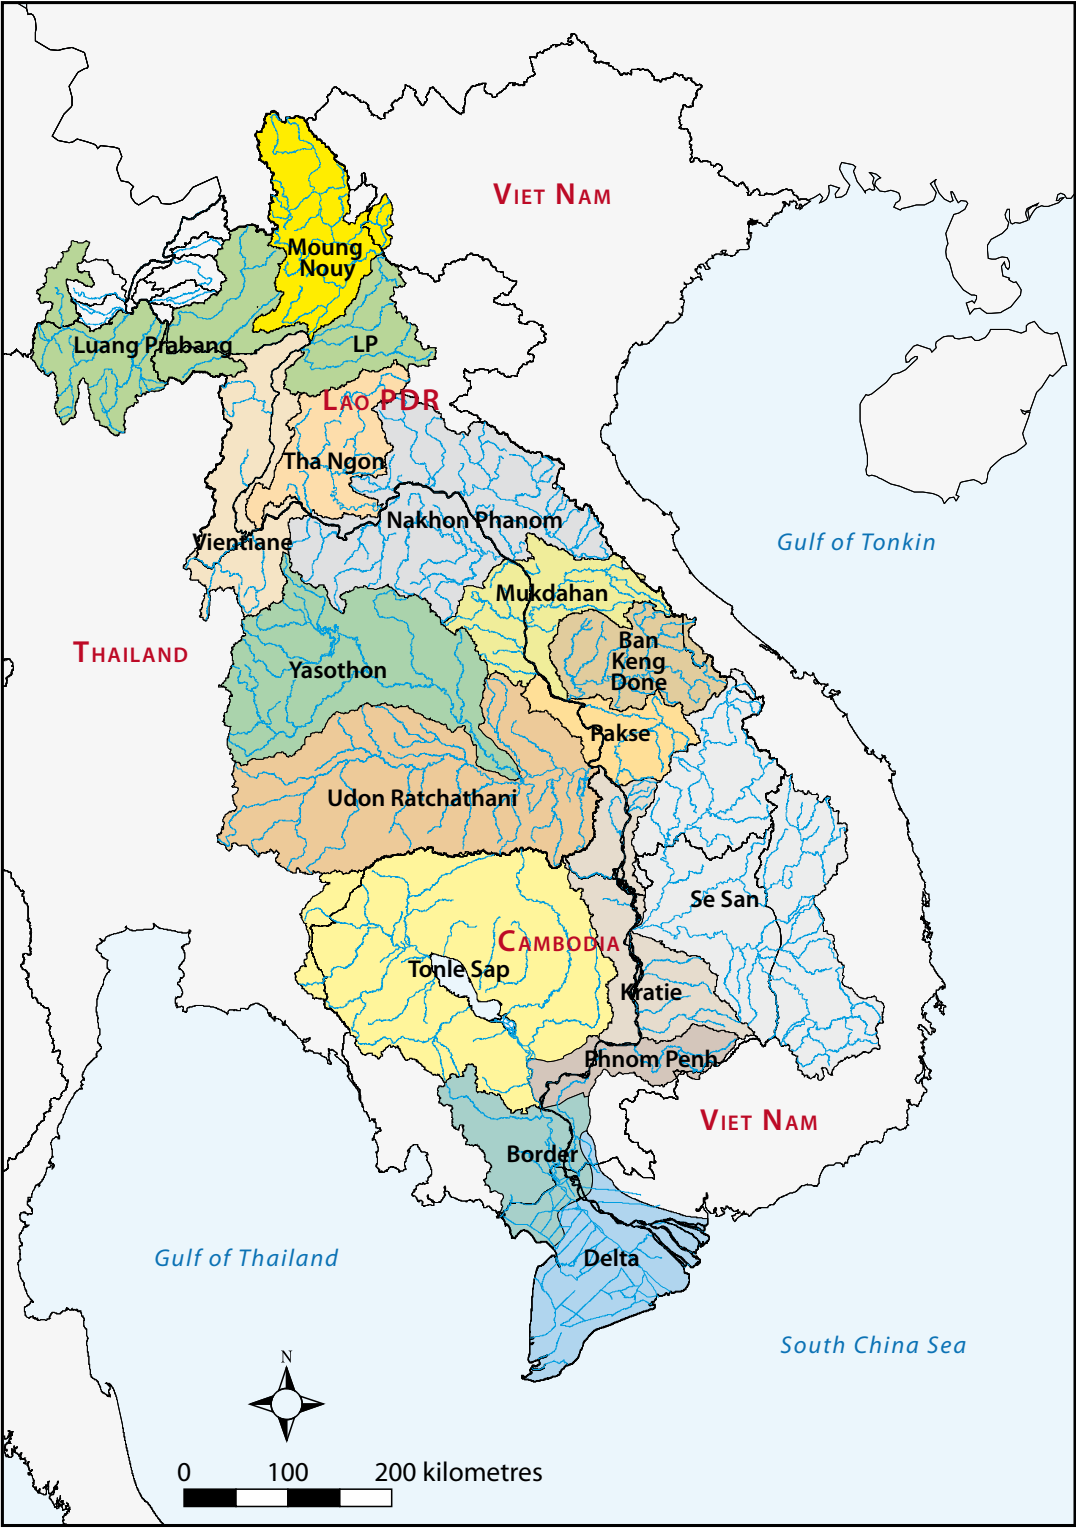 VIET NAM
Moung
Nouy
Luang Prabang
LP
LAO PDR
Tha Ngon
Nakhon Phanom
Vientiane
Gulf of Tonkin
Mukdahan
THAILAND
Ban
Keng
Done
Yasothon
Pakse
Udon Ratchathani
Se San
CAMBODIA
Tonle Sap
Kratie
Phnom Penh
VIET NAM
Border
Gulf of Thailand
Delta
South China Sea
N
0 100 200 kilometres